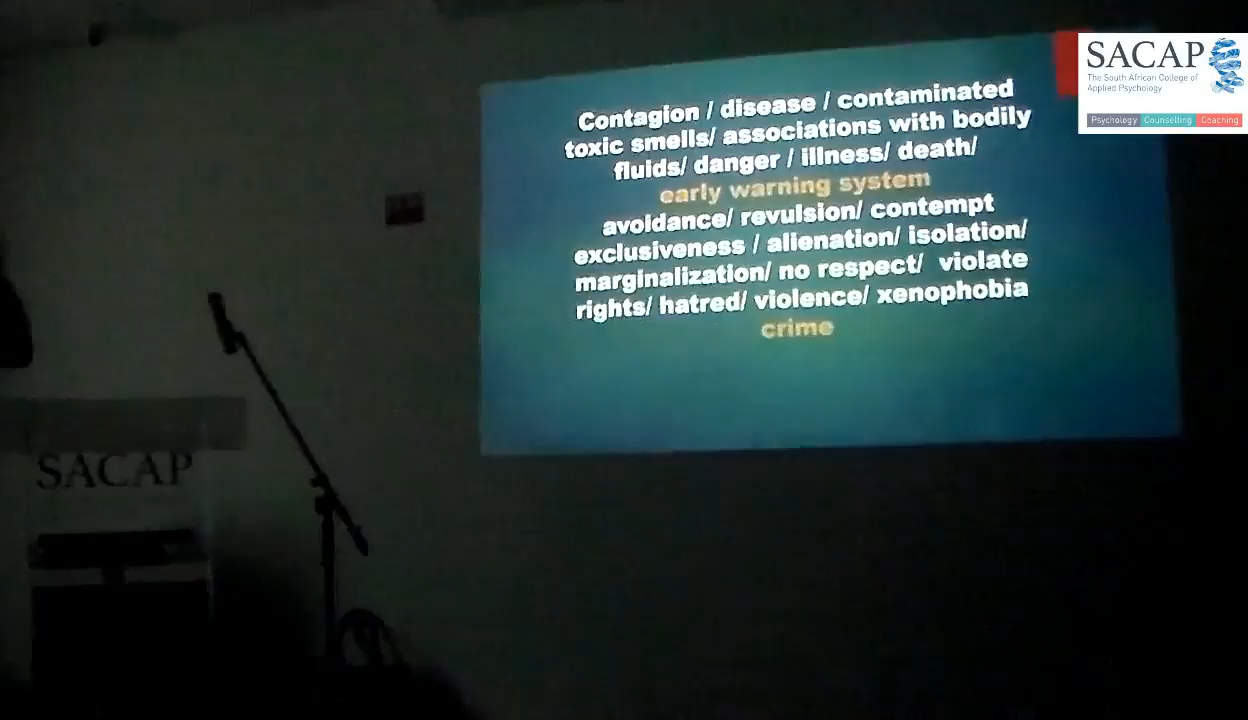 Contagion / disease / contaminated
toxic smells/ associations with bodily
fluids/ danger / illness/ death/
early warning system
avoidance/ revulsion/ contempt
exclusiveness / alienation/ isolation/
marginalization/ no respect/ violate
rights/ hatred/ violence/ xenophobia
crime
SACAP
The South African College of
Applied Psychology
Psychology Counselling Coaching
SACAP